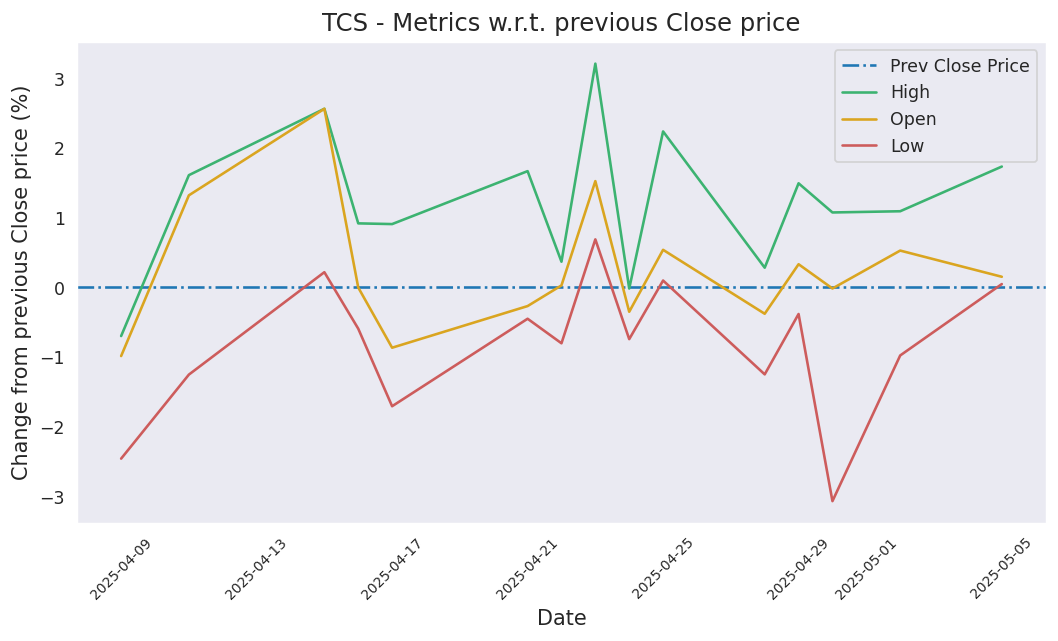 TCS - Metrics w.r.t. previous Close price
Change from previous Close price (%)
3
2
1
0
−1
−2
−3
Prev Close Price
High
Open
Low
2025-04-09
2025-04-13
2025-04-17
2025-04-21
2025-04-25
2025-04-29
2025-05-01
2025-05-05
Date